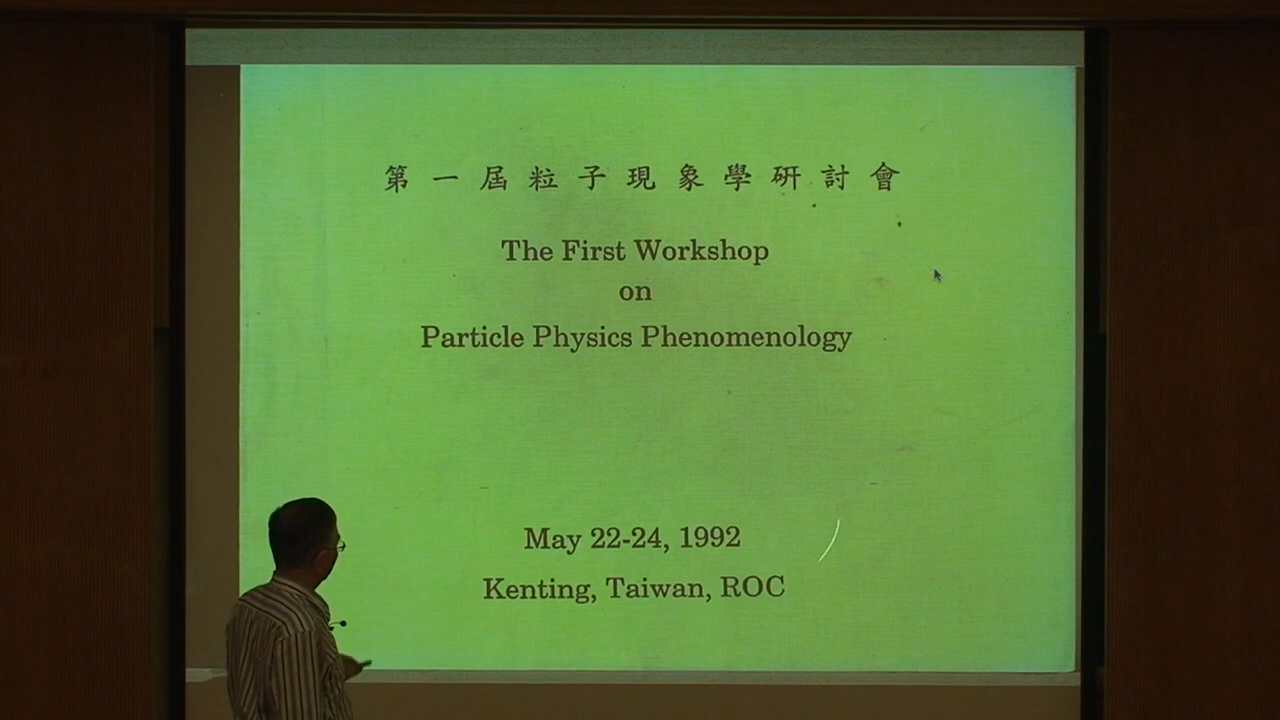 第一屆粒子現象學研討會
The First Workshop
on
Particle Physics Phenomenology
May 22-24, 1992
Kenting, Taiwan, ROC